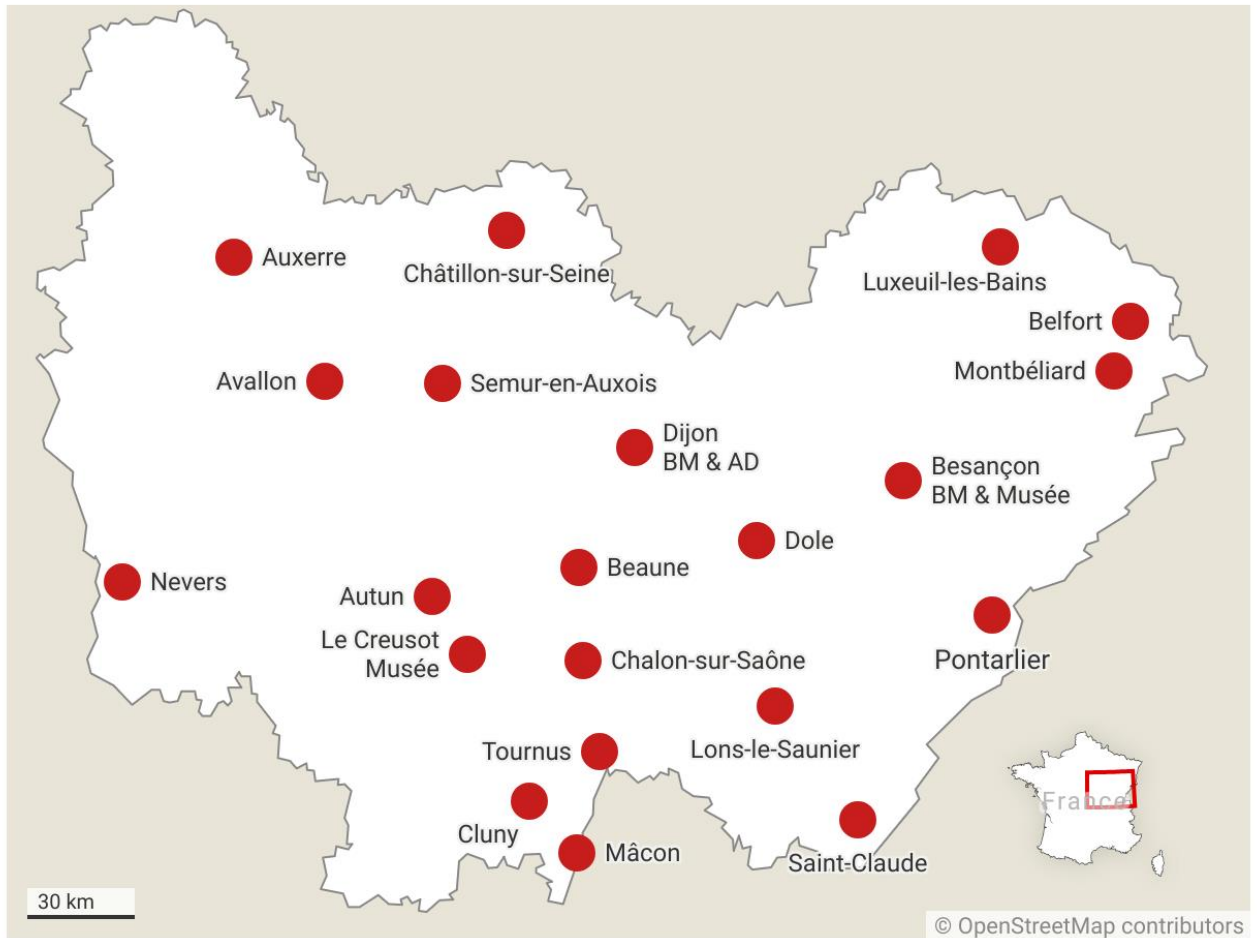 Auxerre
Châtillon-sur-Seine
Luxeuil-les-Bains
Belfort
Avallon
Semur-en-Auxois
Montbéliard
Dijon
BM & AD
Besançon
BM & Musée
Dole
Beaune
Nevers
Autun
Le Creusot
Musée
Chalon-sur-Saône
Pontarlier
Tournus
Lons-le-Saunier
France
Cluny
Mâcon
Saint-Claude
30 km
© OpenStreetMap contributors